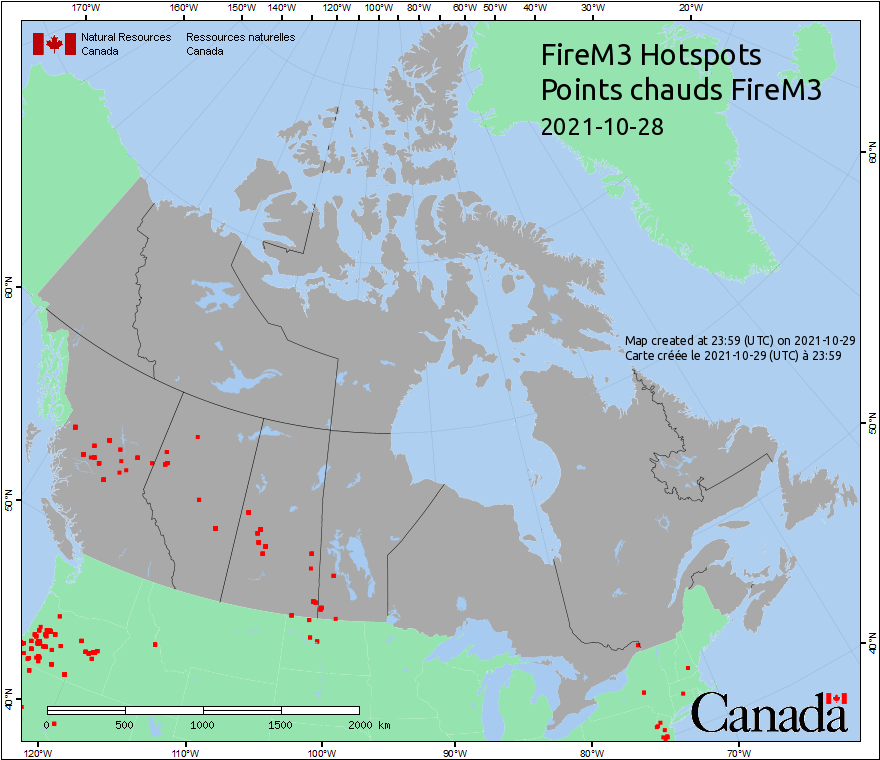 170°W 160°W 150°W 140°W 120°W 100°W 90°W 80°W 60°W 50°W 40°W 30°W 20°W
Natural Resources Ressources naturelles
Canada Canada
FireM3 Hotspots
Points chauds FireM3
2021-10-28
60°N
60°N
Map created at 23:59 (UTC) on 2021-10-29
Carte créée le 2021-10-29 (UTC) à 23:59
50°N
50°N
40°N
40°N
Canada
0 500 1000 1500 2000 km
120°W 110°W 100°W 90°W 80°W 70°W